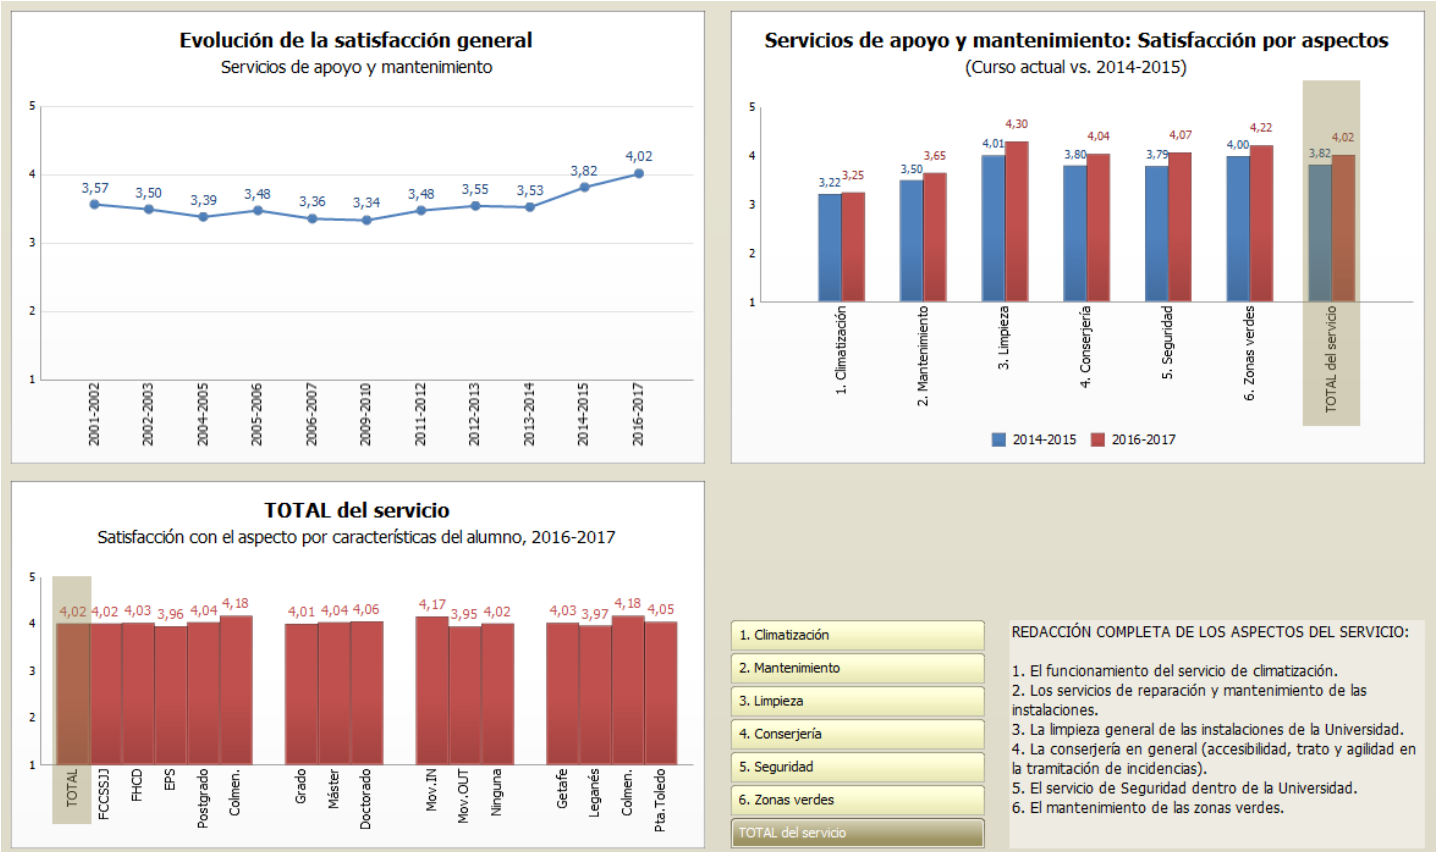 Evolución de la satisfacción general
Servicios de apoyo y mantenimiento
5
4
3
2
1
3,57
3,50
3,39
3,48
3,36
3,34
3,48
3,55
3,53
3,82
4,02
2001-2002
2002-2003
2004-2005
2005-2006
2006-2007
2009-2010
2011-2012
2012-2013
2013-2014
2014-2015
2016-2017
Servicios de apoyo y mantenimiento: Satisfacción por aspectos
(Curso actual vs. 2014-2015)
5
4
3
2
1
3,22
3,25
3,50
3,65
4,01
4,30
3,80
4,04
3,79
4,07
4,00
4,22
3,82
4,02
1. Climatización
2. Mantenimiento
3. Limpieza
4. Conserjería
5. Seguridad
6. Zonas verdes
TOTAL del servicio
2014-2015
2016-2017
TOTAL del servicio
Satisfacción con el aspecto por características del alumno, 2016-2017
5
4
3
2
1
4,02
4,02
4,03
3,96
4,04
4,18
4,01
4,04
4,06
4,17
3,95
4,02
4,03
3,97
4,18
4,05
TOTAL
FCCSSJJ
FHCD
EPS
Postgrado
Colmen.
Grado
Máster
Doctorado
Mov.IN
Mov.OUT
Ninguna
Getafe
Leganés
Colmen.
Pta.Toledo
1. Climatización
2. Mantenimiento
3. Limpieza
4. Conserjería
5. Seguridad
6. Zonas verdes
TOTAL del servicio
REDACCIÓN COMPLETA DE LOS ASPECTOS DEL SERVICIO:
1. El funcionamiento del servicio de climatización.
2. Los servicios de reparación y mantenimiento de las
instalaciones.
3. La limpieza general de las instalaciones de la Universidad.
4. La conserjería en general (accesibilidad, trato y agilidad en
la tramitación de incidencias).
5. El servicio de Seguridad dentro de la Universidad.
6. El mantenimiento de las zonas verdes.